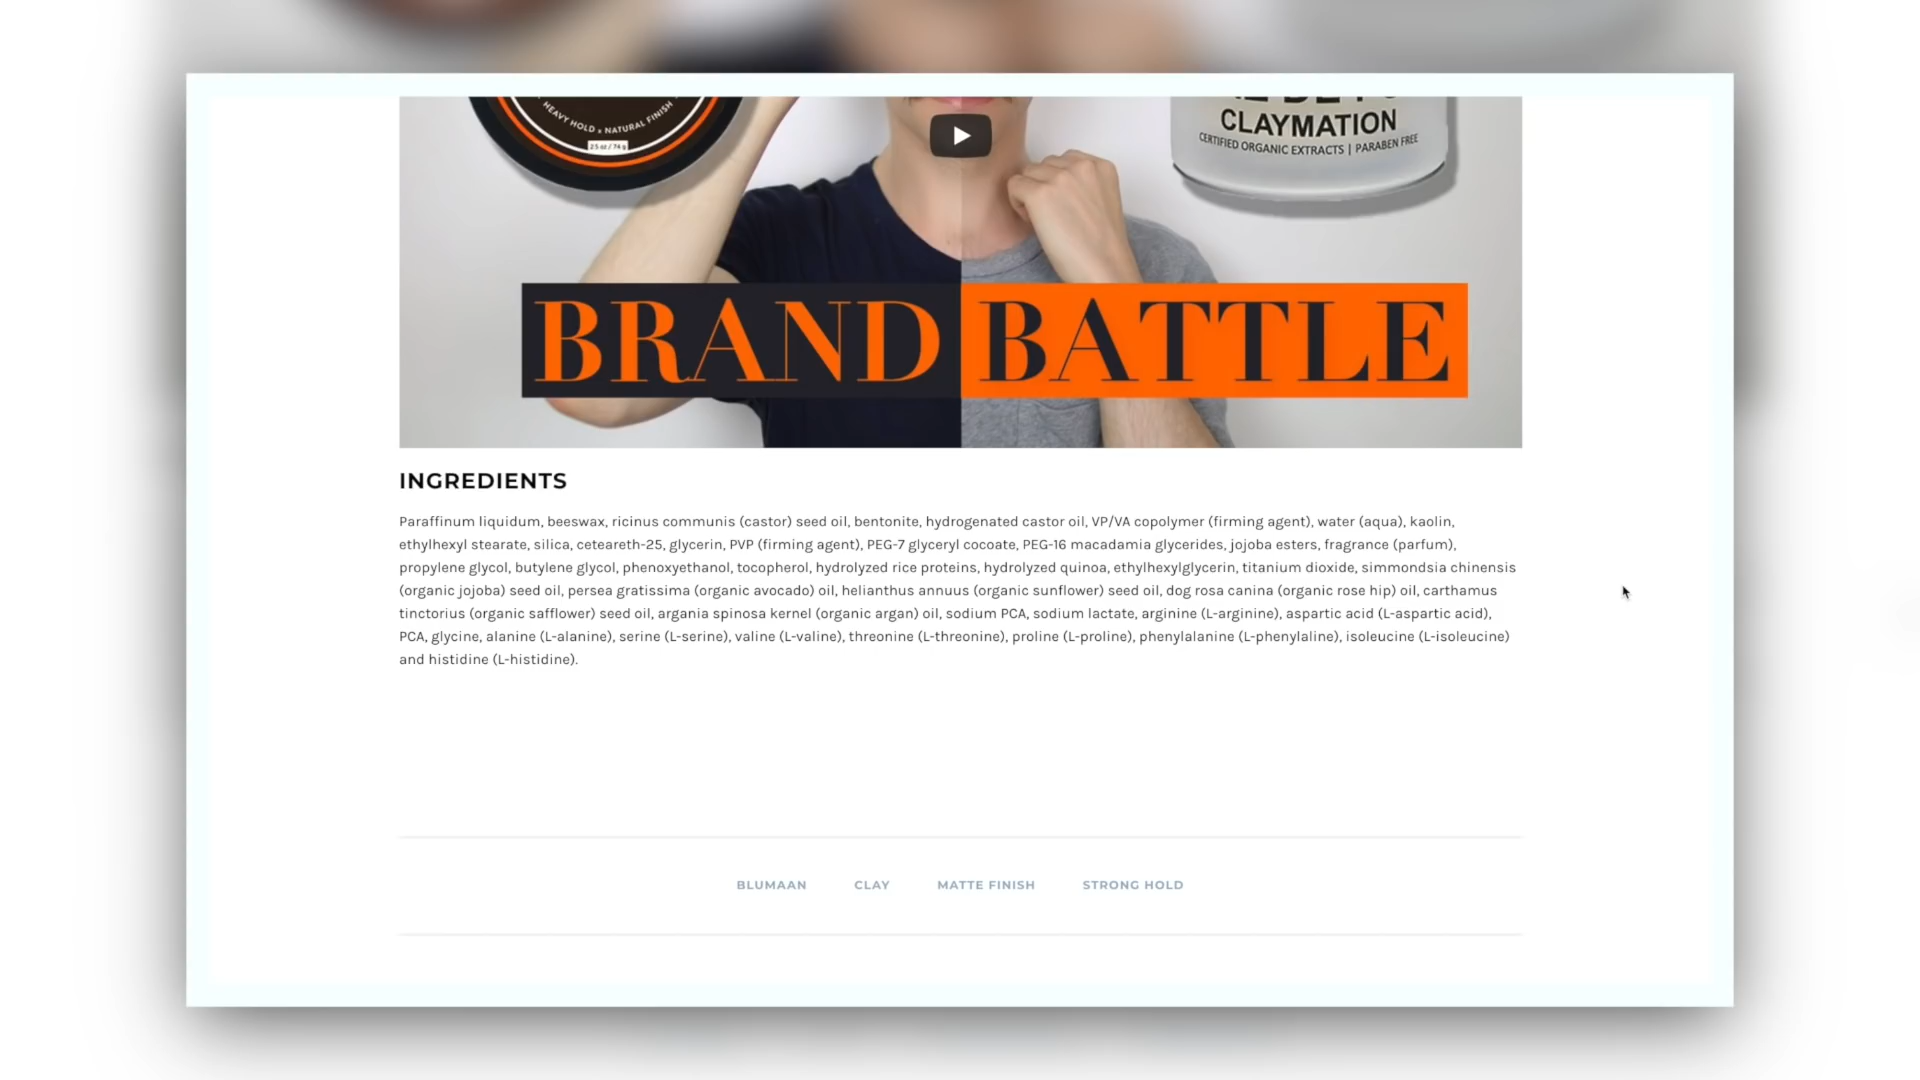 HEAVY HOLD x NATURAL FINISH
2.5 oz / 74 g
CLAYMATION
CERTIFIED ORGANIC EXTRACTS | PARABEN FREE
BRAND BATTLE
INGREDIENTS
Paraffinum liquidum, beeswax, ricinus communis (castor) seed oil, bentonite, hydrogenated castor oil, VP/VA copolymer (firming agent), water (aqua), kaolin,
ethylhexyl stearate, silica, ceteareth-25, glycerin, PVP (firming agent), PEG-7 glyceryl cocoate, PEG-16 macadamia glycerides, jojoba esters, fragrance (parfum),
propylene glycol, butylene glycol, phenoxyethanol, tocopherol, hydrolyzed rice proteins, hydrolyzed quinoa, ethylhexylglycerin, titanium dioxide, simmondsia chinensis
(organic jojoba) seed oil, persea gratissima (organic avocado) oil, helianthus annuus (organic sunflower) seed oil, dog rosa canina (organic rose hip) oil, carthamus
tinctorius (organic safflower) seed oil, argania spinosa kernel (organic argan) oil, sodium PCA, sodium lactate, arginine (L-arginine), aspartic acid (L-aspartic acid),
PCA, glycine, alanine (L-alanine), serine (L-serine), valine (L-valine), threonine (L-threonine), proline (L-proline), phenylalanine (L-phenylaline), isoleucine (L-isoleucine)
and histidine (L-histidine).
BLUMAAN CLAY MATTE FINISH STRONG HOLD